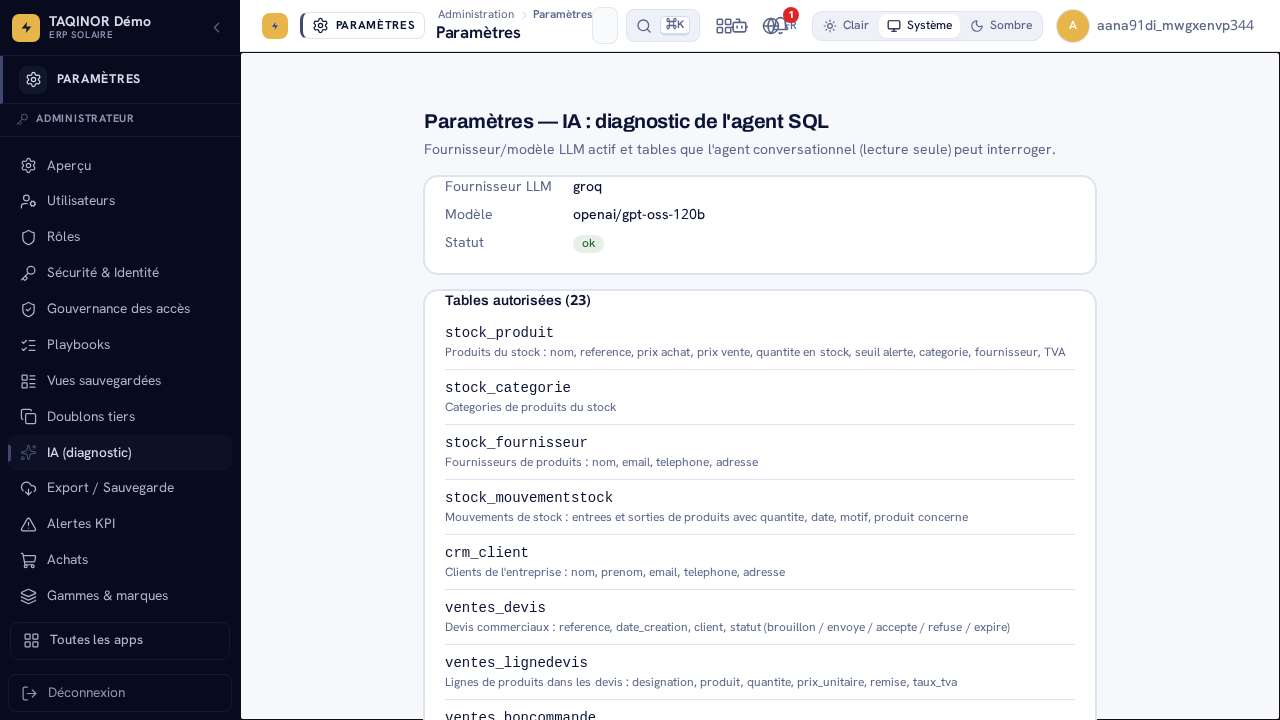 TAQINOR Démo
ERP SOLAIRE
PARAMÈTRES
ADMINISTRATEUR
Aperçu
Utilisateurs
Rôles
Sécurité & Identité
Gouvernance des accès
Playbooks
Vues sauvegardées
Doublons tiers
IA (diagnostic)
Export / Sauvegarde
Alertes KPI
Achats
Gammes & marques
Toutes les apps
Déconnexion
PARAMÈTRES
Administration
Paramètres
Paramètres
⌘K
1
Clair
Système
Sombre
A
aana91di_mwgxenvp344
Paramètres — IA : diagnostic de l'agent SQL
Fournisseur/modèle LLM actif et tables que l'agent conversationnel (lecture seule) peut interroger.
Fournisseur LLM groq
Modèle openai/gpt-oss-120b
Statut ok
Tables autorisées (23)
stock_produit
Produits du stock : nom, reference, prix achat, prix vente, quantite en stock, seuil alerte, categorie, fournisseur, TVA
stock_categorie
Categories de produits du stock
stock_fournisseur
Fournisseurs de produits : nom, email, telephone, adresse
stock_mouvementstock
Mouvements de stock : entrees et sorties de produits avec quantite, date, motif, produit concerne
crm_client
Clients de l'entreprise : nom, prenom, email, telephone, adresse
ventes_devis
Devis commerciaux : reference, date_creation, client, statut (brouillon / envoye / accepte / refuse / expire)
ventes_lignedevis
Lignes de produits dans les devis : designation, produit, quantite, prix_unitaire, remise, taux_tva
ventes_boncommande